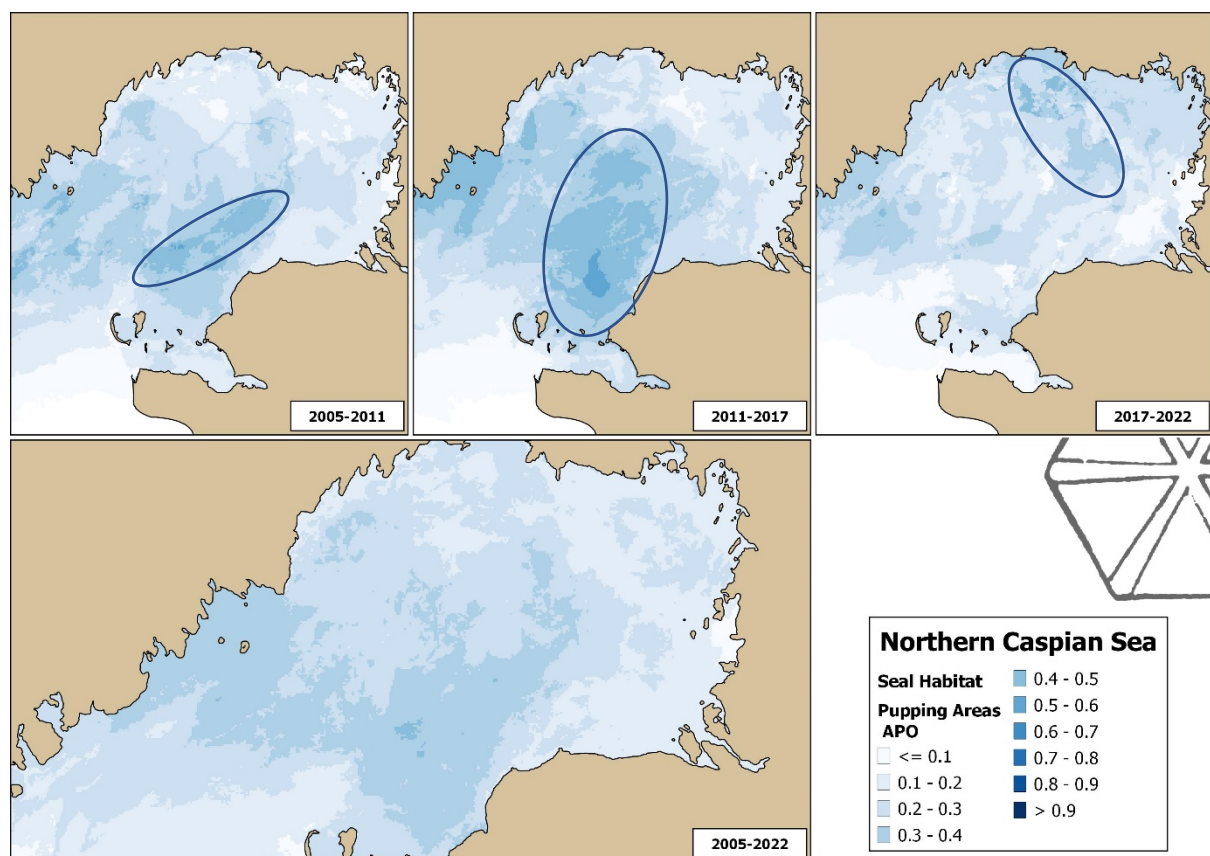 2005-2011
2011-2017
2017-2022
2005-2022
Northern Caspian Sea
Seal Habitat
Pupping Areas
APO
<= 0.1
0.1 - 0.2
0.2 - 0.3
0.3 - 0.4
0.4 - 0.5
0.5 - 0.6
0.6 - 0.7
0.7 - 0.8
0.8 - 0.9
> 0.9